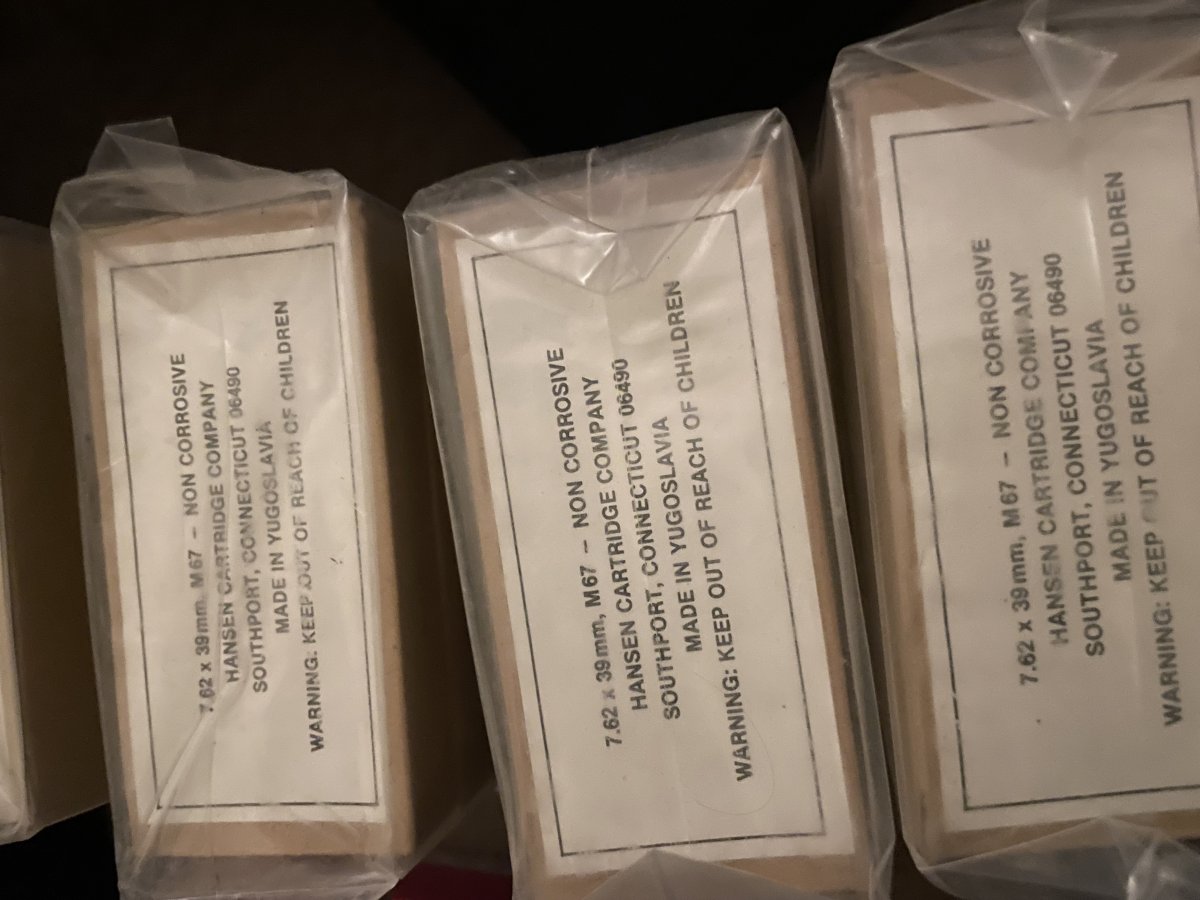 7.62 x 39mm, M67 - NON CORROSIVE
HANSEN CARTRIDGE COMPANY
SOUTHPORT, CONNECTICUT 06490
MADE IN YUGOSLAVIA
WARNING: KEEP OUT OF REACH OF CHILDREN
7.62 x 39mm, M67 - NON CORROSIVE
HANSEN CARTRIDGE COMPANY
SOUTHPORT, CONNECTICUT 06490
MADE IN YUGOSLAVIA
WARNING: KEEP OUT OF REACH OF CHILDREN
7.62 x 39mm, M67 - NON CORROSIVE
HANSEN CARTRIDGE COMPANY
SOUTHPORT, CONNECTICUT 06490
MADE IN YUGOSLAVIA
WARNING: KEEP OUT OF REACH OF CHILDREN